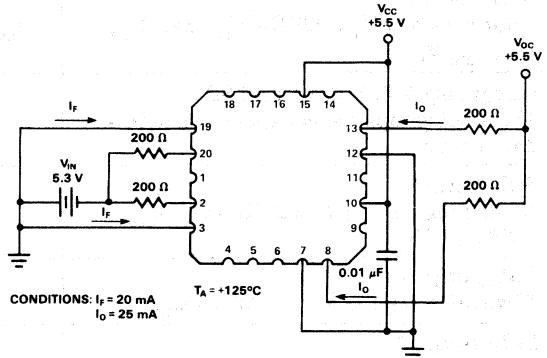 VCC
+5.5 V
VOC
+5.5 V
IF
18 17 16 15 14
IO
19
13
200 Ω
200 Ω
20
12
VIN
5.3 V
1
11
200 Ω
200 Ω
2
10
IF
3
9
4 5 6 7 8
0.01 μF
IO
CONDITIONS: IF = 20 mA
IO = 25 mA
TA = +125°C